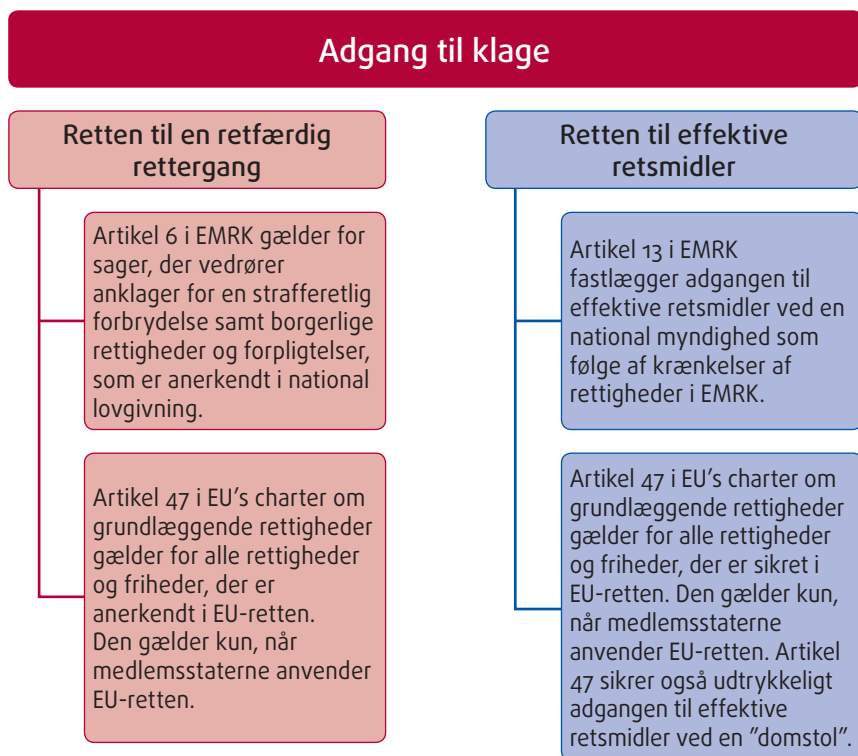 Adgang til klage
Retten til en retfærdig
rettergang
Artikel 6 i EMRK gælder for
sager, der vedrører
anklager for en strafferetlig
forbrydelse samt borgerlige
rettigheder og forpligtelser,
som er anerkendt i national
lovgivning.
Artikel 47 i EU’s charter om
grundlæggende rettigheder
gælder for alle rettigheder
og friheder, der er
anerkendt i EU-retten.
Den gælder kun, når
medlemsstaterne anvender
EU-retten.
Retten til effektive
retsmidler
Artikel 13 i EMRK
fastlægger adgangen til
effektive retsmidler ved en
national myndighed som
følge af krænkelser af
rettigheder i EMRK.
Artikel 47 i EU’s charter om
grundlæggende rettigheder
gælder for alle rettigheder
og friheder, der er sikret i
EU-retten. Den gælder kun,
når medlemsstaterne
anvender EU-retten. Artikel
47 sikrer også udtrykkeligt
adgangen til effektive
retsmidler ved en ”domstol”.